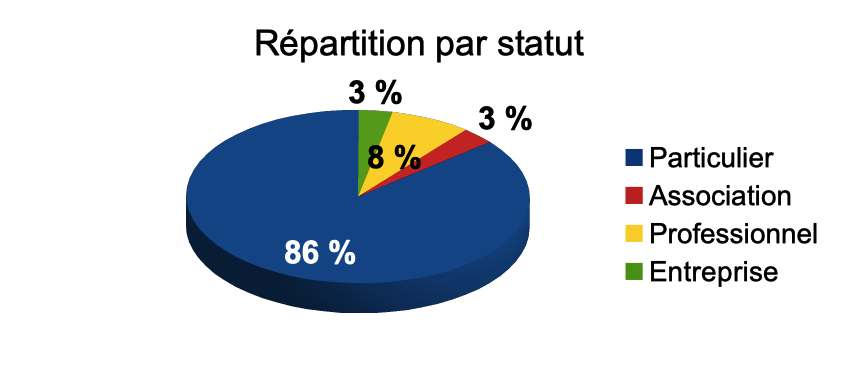 Répartition par statut
3 %
3 %
8 %
86 %
Particulier
Association
Professionnel
Entreprise